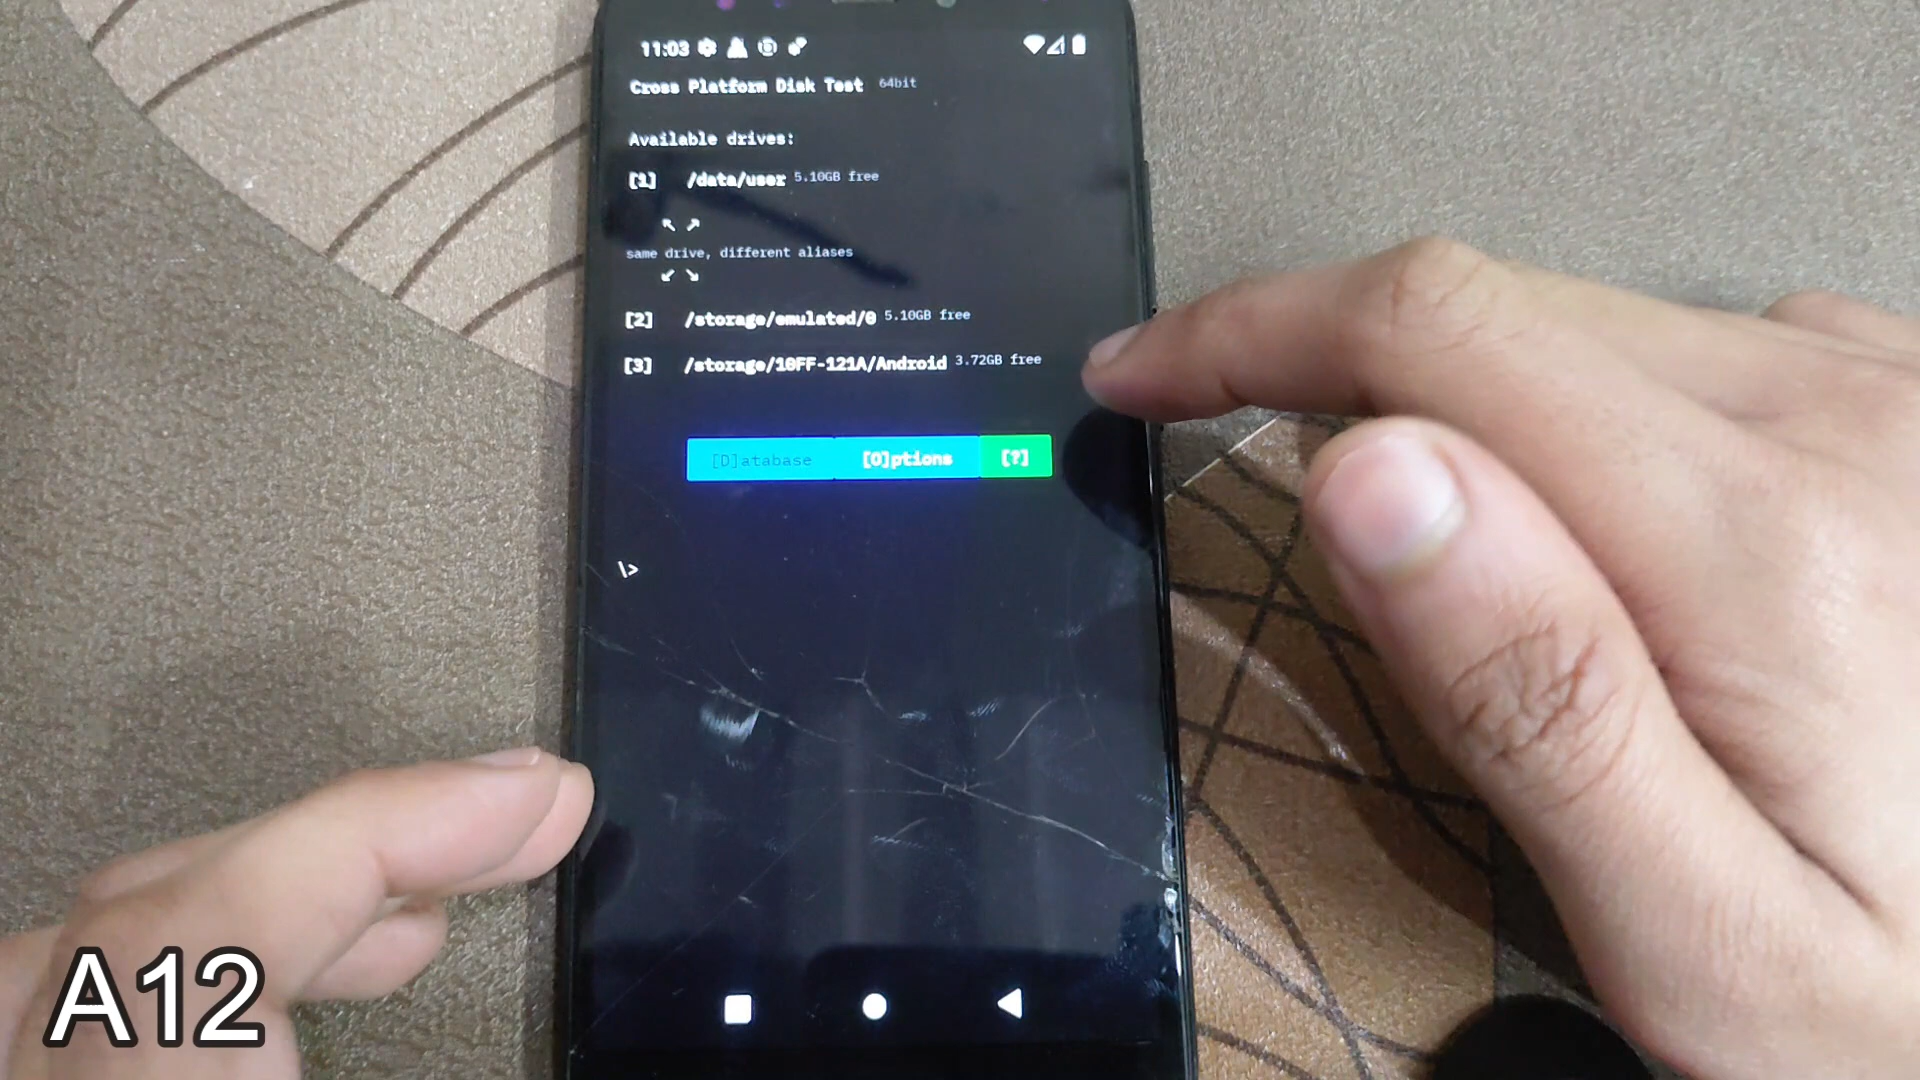 11:03
Cross Platform Disk Test 64bit
Available drives:
[1] /data/user 5.10GB free
↖ ↗
same drive, different aliases
↙ ↘
[2] /storage/emulated/0 5.10GB free
[3] /storage/10FF-121A/Android 3.72GB free
[D]atabase [O]ptions [?]
\>
A12